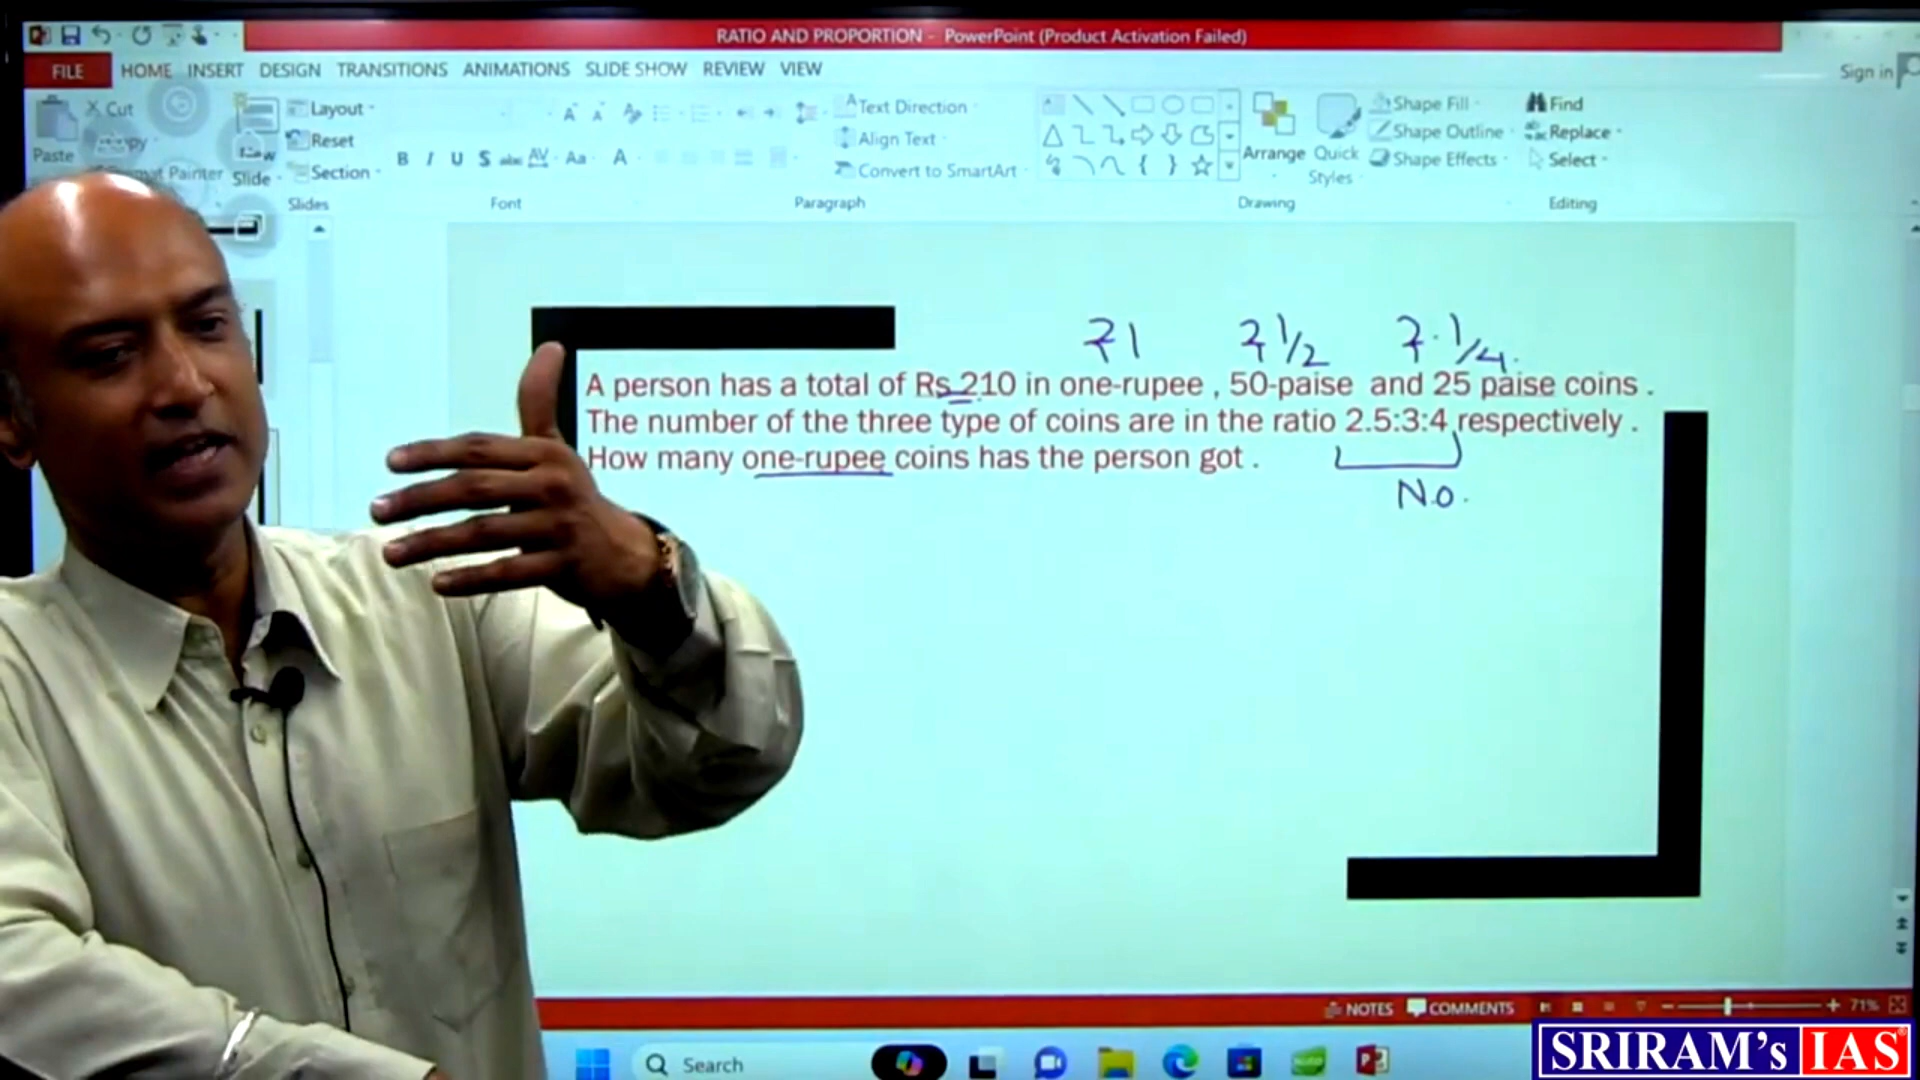 RATIO AND PROPORTION - PowerPoint (Product Activation Failed)
FILE HOME INSERT DESIGN TRANSITIONS ANIMATIONS SLIDE SHOW REVIEW VIEW
Sign in
Cut
Paste
Painter
Slide
Layout
Reset
Section
Slides
B I U S abc AV Aa A
Font
Text Direction
Align Text
Convert to SmartArt
Paragraph
Arrange
Quick Styles
Shape Fill
Shape Outline
Shape Effects
Drawing
Find
Replace
Select
Editing
₹1 ₹1/2 ₹1/4
A person has a total of Rs 210 in one-rupee , 50-paise and 25 paise coins .
The number of the three type of coins are in the ratio 2.5:3:4 respectively .
How many one-rupee coins has the person got .
No.
NOTES COMMENTS 71%
Search
SRIRAM's IAS